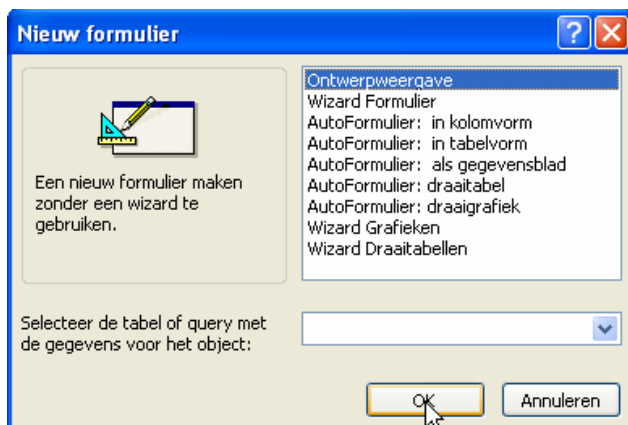 Nieuw formulier
Een nieuw formulier maken
zonder een wizard te
gebruiken.
Ontwerpweergave
Wizard Formulier
AutoFormulier: in kolomvorm
AutoFormulier: in tabelvorm
AutoFormulier: als gegevensblad
AutoFormulier: draaitabel
AutoFormulier: draaigrafiek
Wizard Grafieken
Wizard Draaitabellen
Selecteer de tabel of query met
de gegevens voor het object:
OK
Annuleren